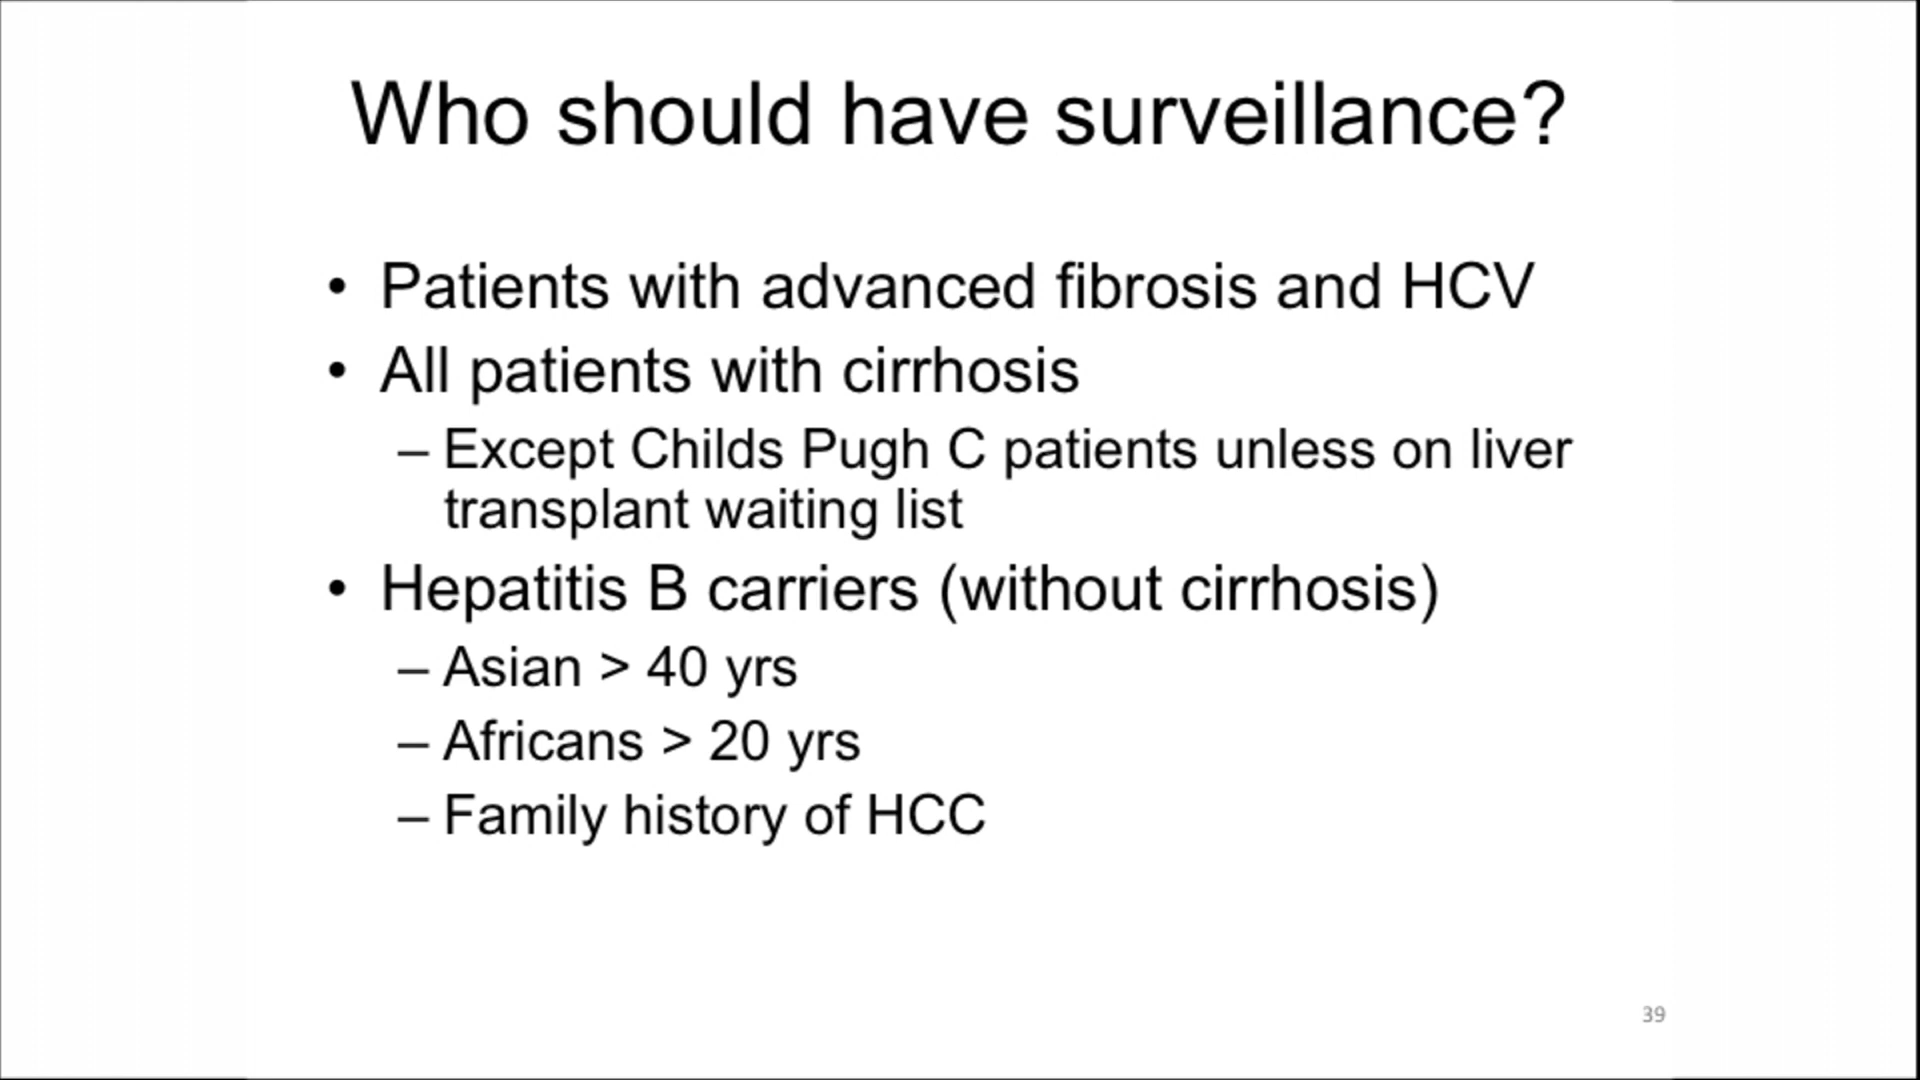 Who should have surveillance?
• Patients with advanced fibrosis and HCV
• All patients with cirrhosis
– Except Childs Pugh C patients unless on liver
transplant waiting list
• Hepatitis B carriers (without cirrhosis)
– Asian > 40 yrs
– Africans > 20 yrs
– Family history of HCC
39